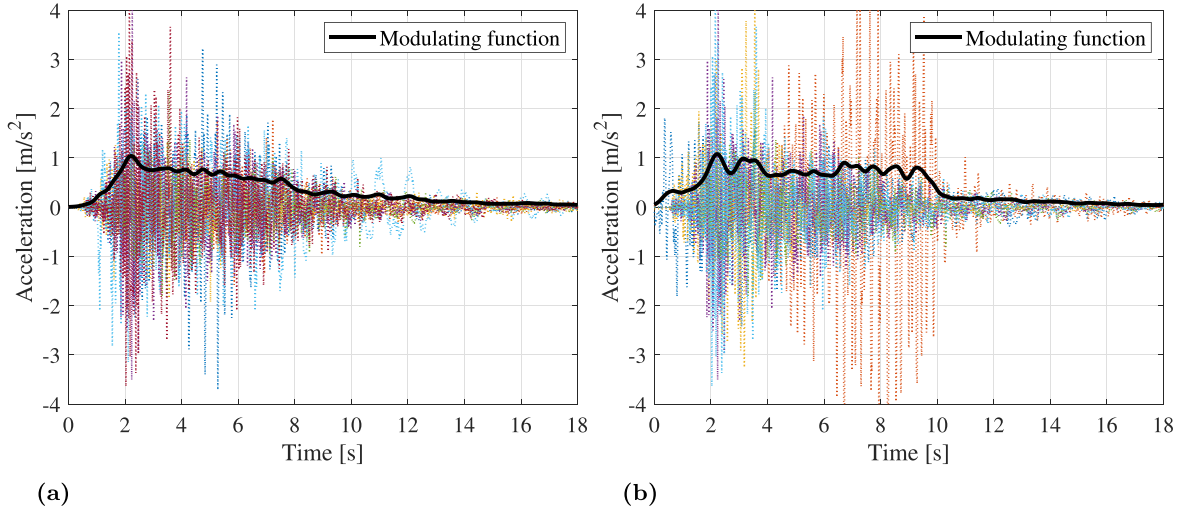 4
3
2
1
0
-1
-2
-3
-4
Acceleration [m/s²]
Modulating function
0 2 4 6 8 10 12 14 16 18
Time [s]
(a)
4
3
2
1
0
-1
-2
-3
-4
Acceleration [m/s²]
Modulating function
0 2 4 6 8 10 12 14 16 18
Time [s]
(b)